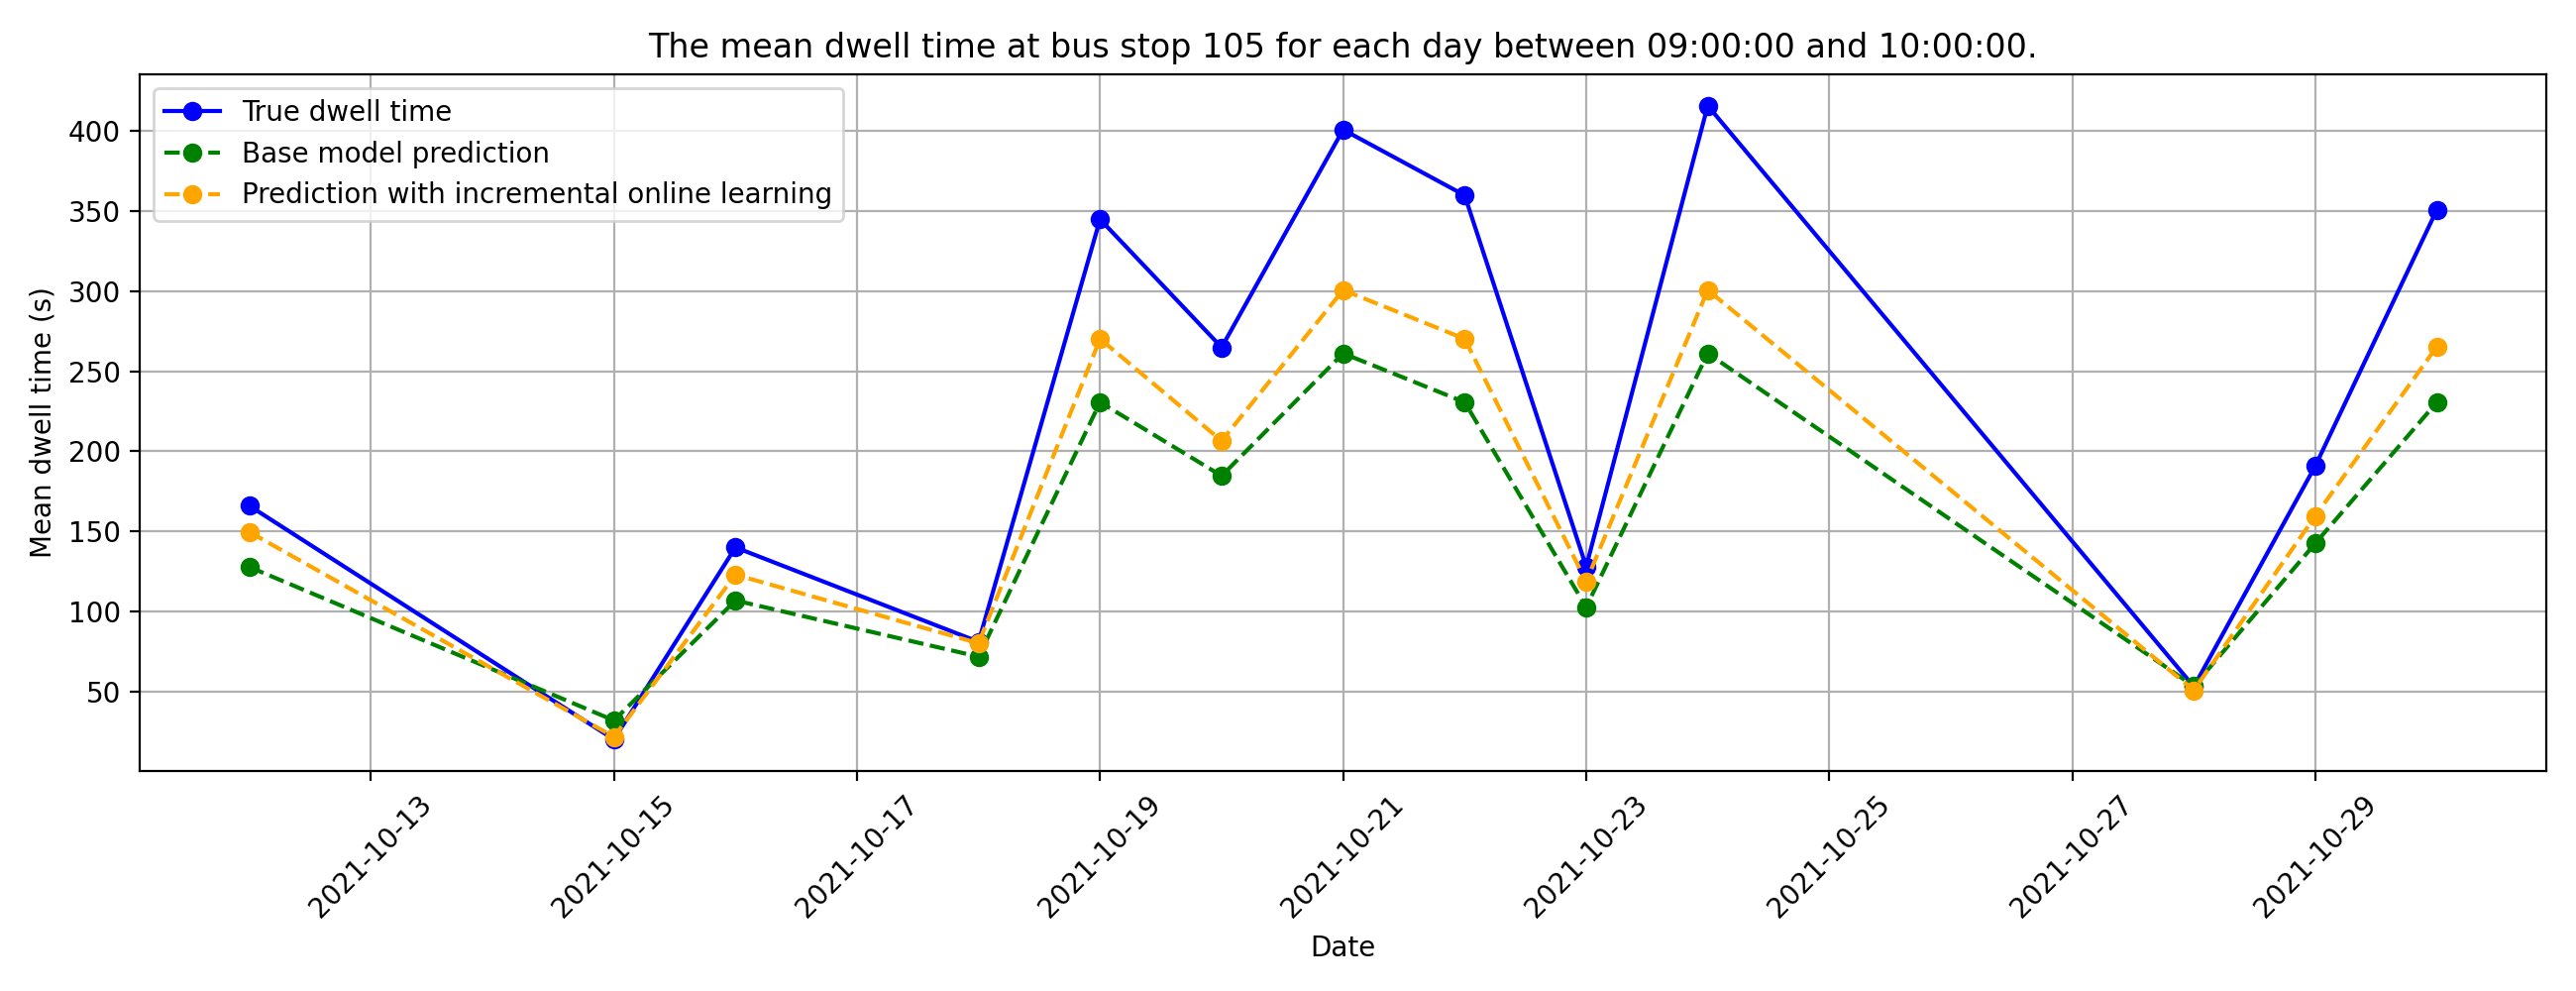 The mean dwell time at bus stop 105 for each day between 09:00:00 and 10:00:00.
True dwell time
Base model prediction
Prediction with incremental online learning
Mean dwell time (s)
400
350
300
250
200
150
100
50
2021-10-13
2021-10-15
2021-10-17
2021-10-19
2021-10-21
2021-10-23
2021-10-25
2021-10-27
2021-10-29
Date